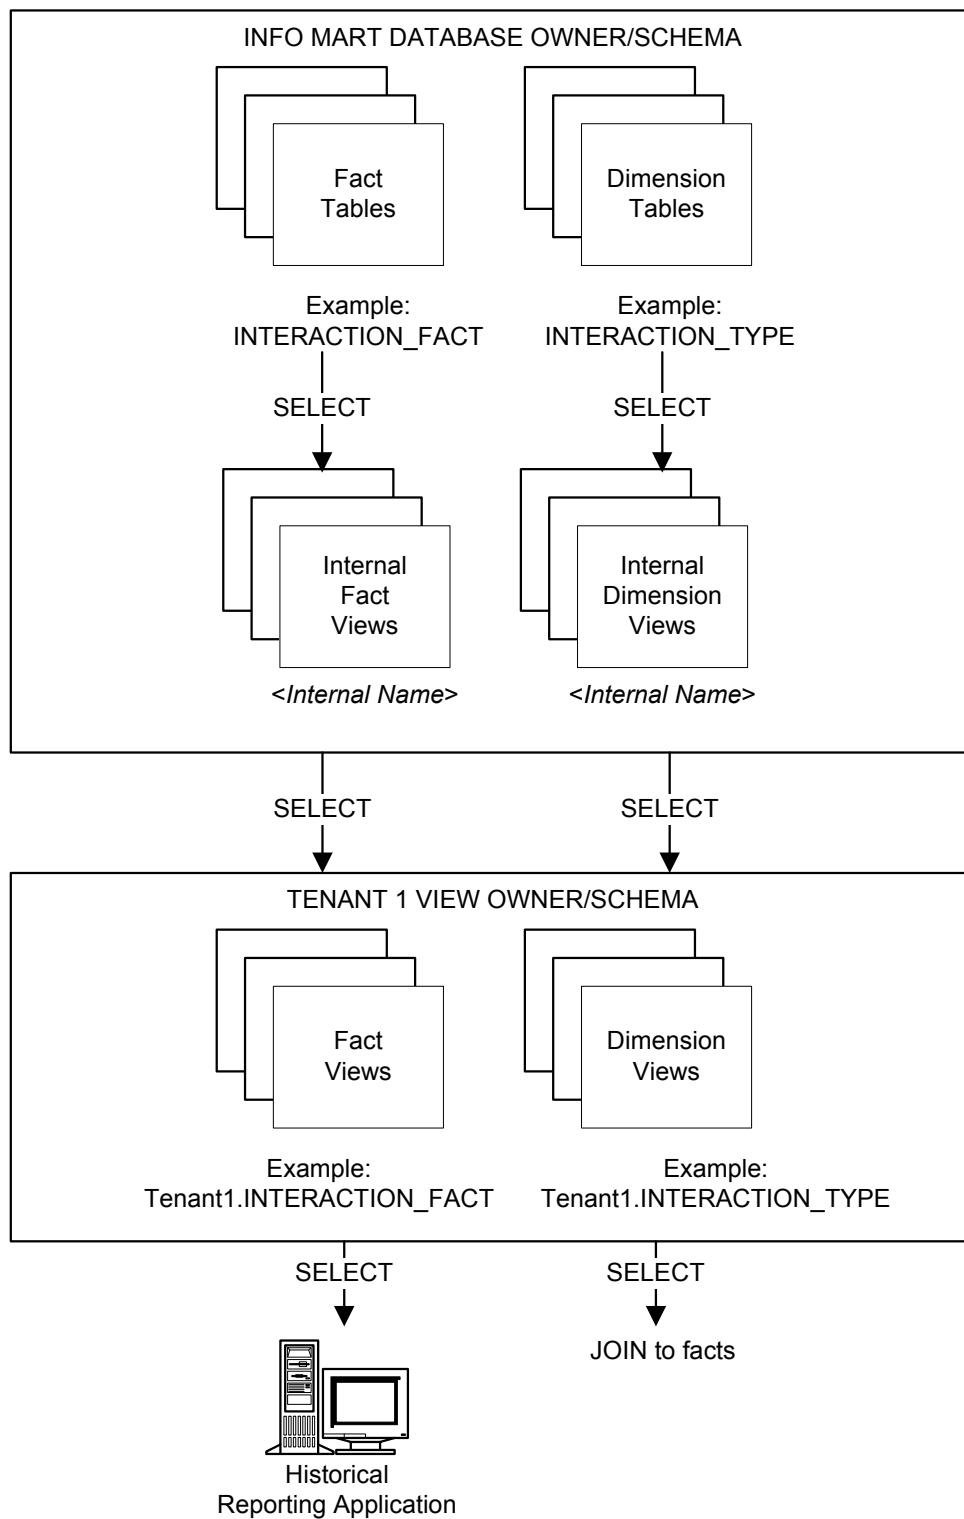 INFO MART DATABASE OWNER/SCHEMA
Fact
Tables
Dimension
Tables
Example:
INTERACTION_FACT
Example:
INTERACTION_TYPE
SELECT
SELECT
Internal
Fact
Views
Internal
Dimension
Views
<Internal Name>
<Internal Name>
SELECT
SELECT
TENANT 1 VIEW OWNER/SCHEMA
Fact
Views
Dimension
Views
Example:
Tenant1.INTERACTION_FACT
Example:
Tenant1.INTERACTION_TYPE
SELECT
SELECT
JOIN to facts
Historical
Reporting Application